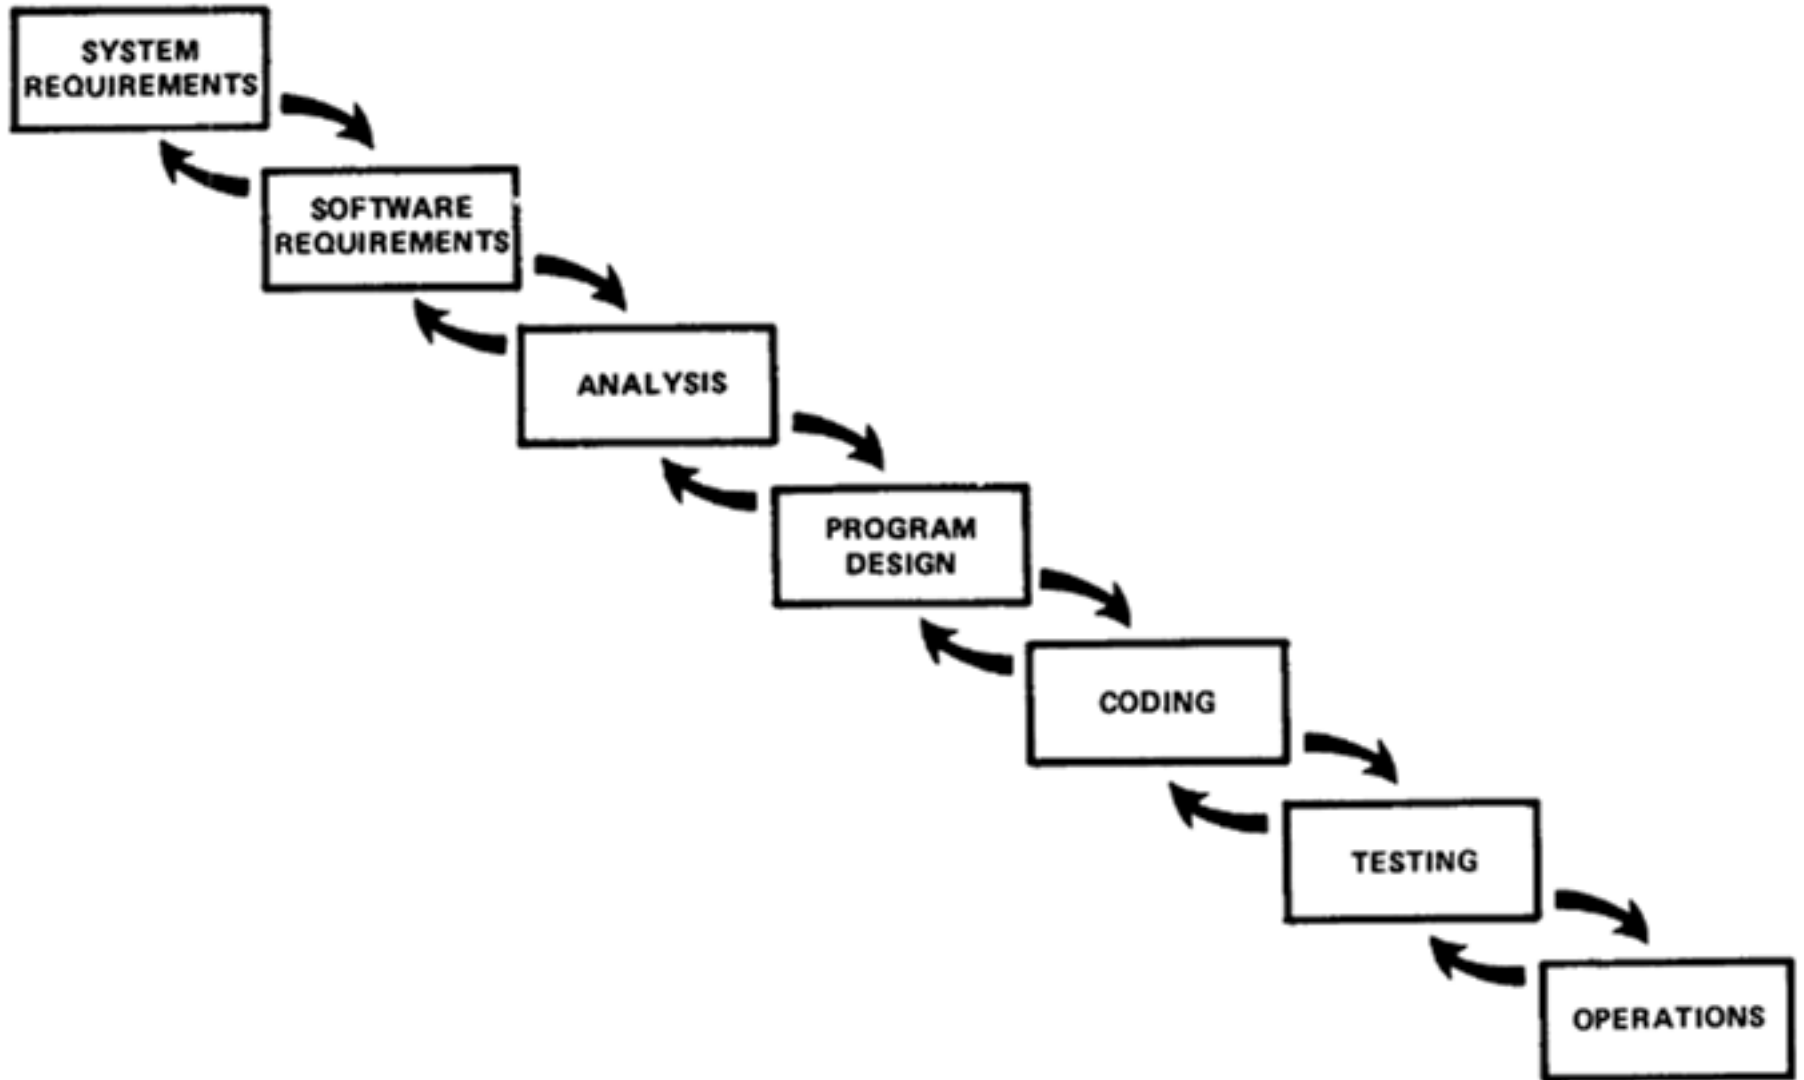 SYSTEM
REQUIREMENTS
SOFTWARE
REQUIREMENTS
ANALYSIS
PROGRAM
DESIGN
CODING
TESTING
OPERATIONS